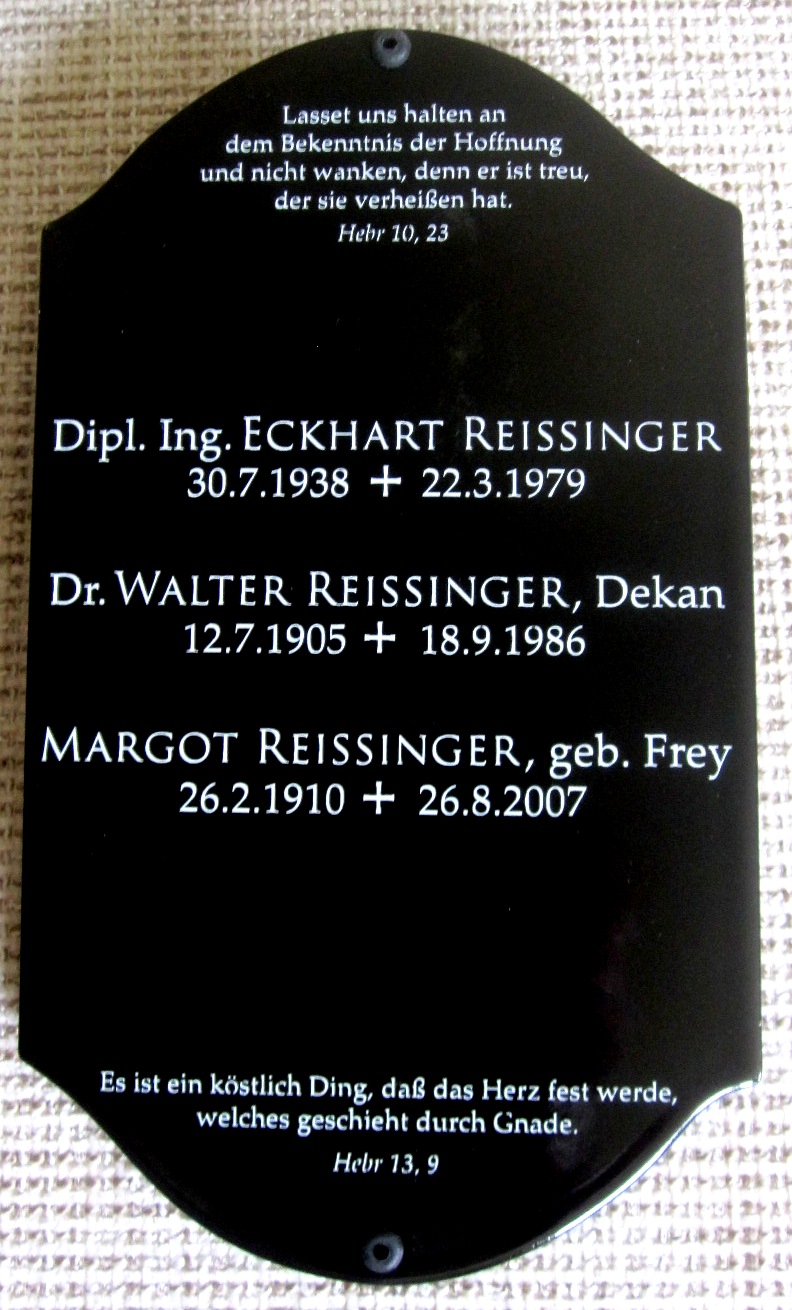 Lasset uns halten an
dem Bekenntnis der Hoffnung
und nicht wanken, denn er ist treu,
der sie verheißen hat.
Hebr 10, 23
Dipl. Ing. ECKHART REISSINGER
30.7.1938 + 22.3.1979
Dr. WALTER REISSINGER, Dekan
12.7.1905 + 18.9.1986
MARGOT REISSINGER, geb. Frey
26.2.1910 + 26.8.2007
Es ist ein köstlich Ding, daß das Herz fest werde,
welches geschieht durch Gnade.
Hebr 13, 9